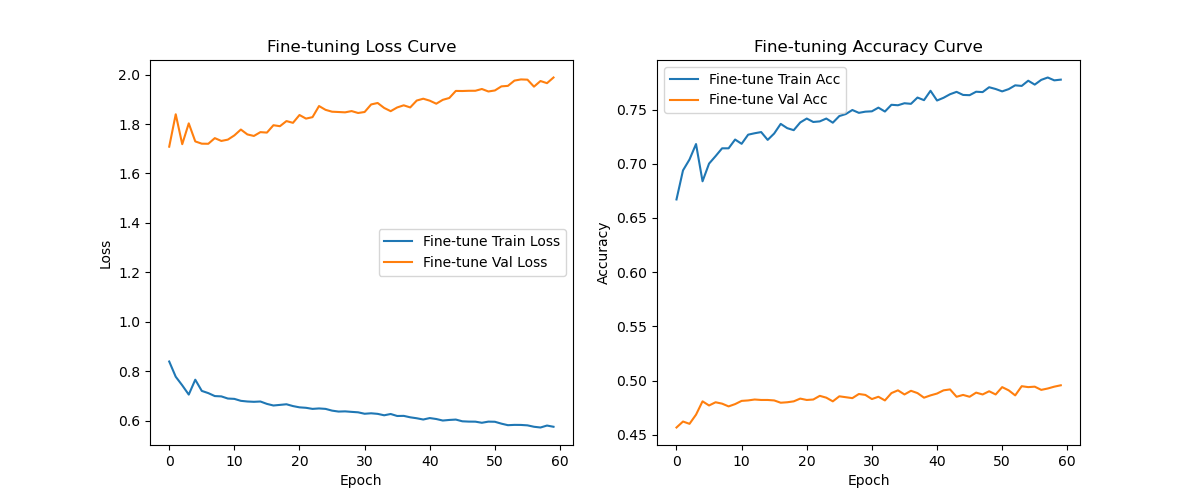 Fine-tuning Loss Curve
2.0
1.8
1.6
1.4
1.2
1.0
0.8
0.6
Loss
Fine-tune Train Loss
Fine-tune Val Loss
0 10 20 30 40 50 60
Epoch
Fine-tuning Accuracy Curve
Fine-tune Train Acc
Fine-tune Val Acc
0.75
0.70
0.65
0.60
0.55
0.50
0.45
Accuracy
0 10 20 30 40 50 60
Epoch